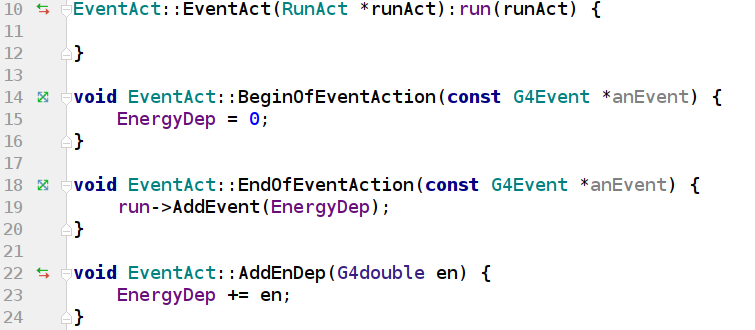 10 EventAct::EventAct(RunAct *runAct):run(runAct) {
11
12 }
13
14 void EventAct::BeginOfEventAction(const G4Event *anEvent) {
15     EnergyDep = 0;
16 }
17
18 void EventAct::EndOfEventAction(const G4Event *anEvent) {
19     run->AddEvent(EnergyDep);
20 }
21
22 void EventAct::AddEnDep(G4double en) {
23     EnergyDep += en;
24 }